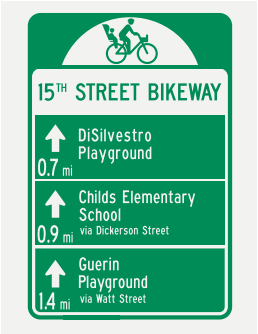 15TH STREET BIKEWAY
DiSilvestro
Playground
0.7 mi
Childs Elementary
School
via Dickerson Street
0.9 mi
Guerin
Playground
via Watt Street
1.4 mi